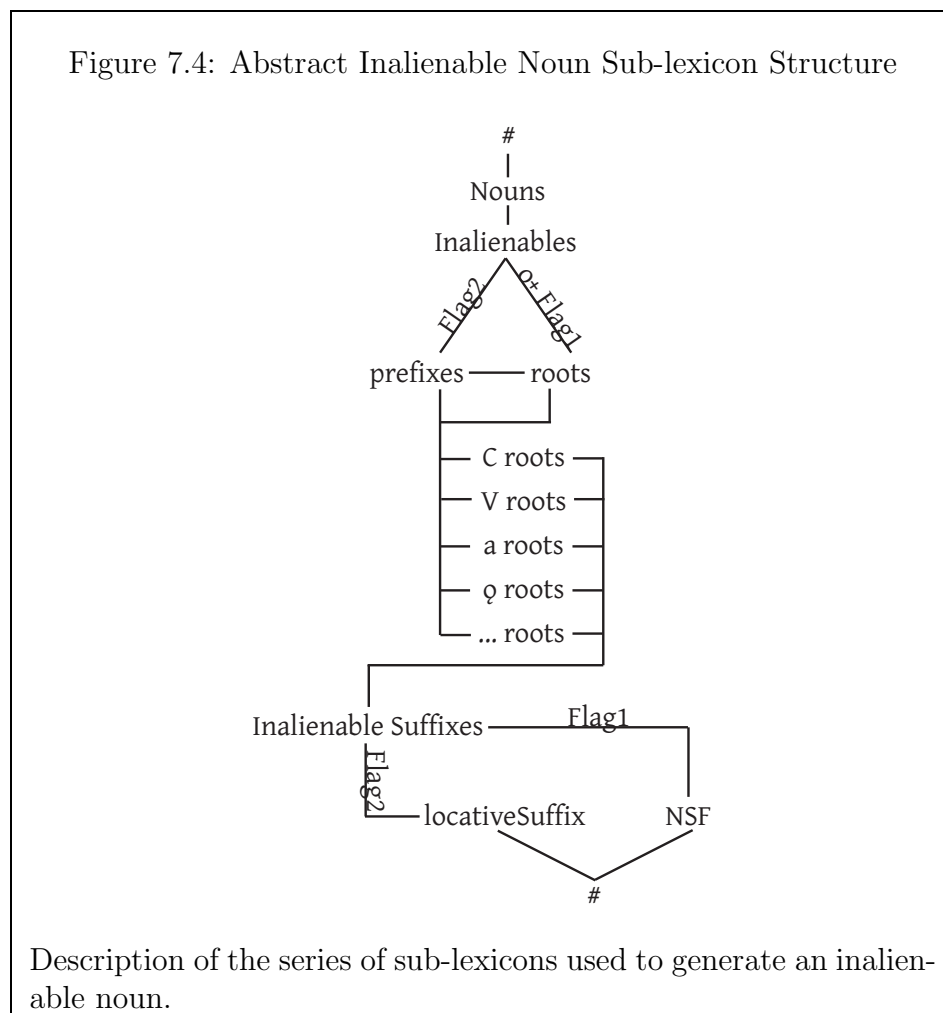 Figure 7.4: Abstract Inalienable Noun Sub-lexicon Structure
#
Nouns
Inalienables
Flag2
o+ Flag1
prefixes
roots
C roots
V roots
a roots
ǫ roots
... roots
Inalienable Suffixes
Flag1
Flag2
locativeSuffix
NSF
#
Description of the series of sub-lexicons used to generate an inalien-
able noun.